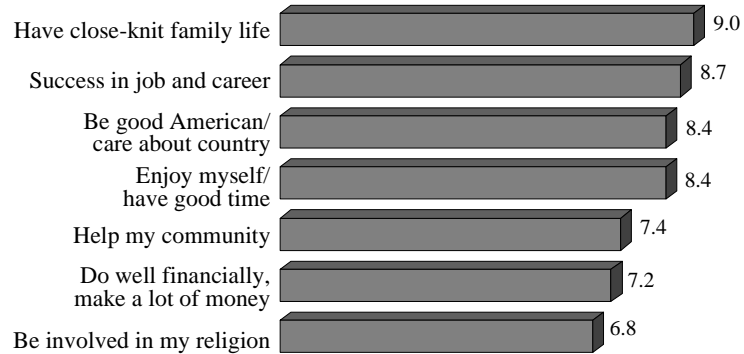 Have close-knit family life 9.0
Success in job and career 8.7
Be good American/
care about country 8.4
Enjoy myself/
have good time 8.4
Help my community 7.4
Do well financially,
make a lot of money 7.2
Be involved in my religion 6.8